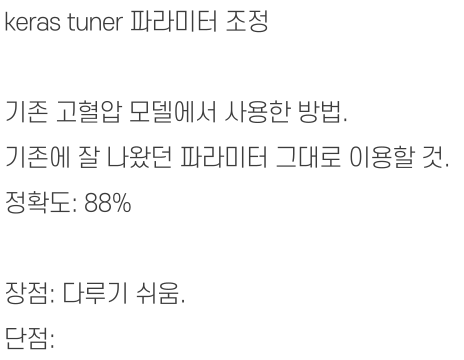 keras tuner 파라미터 조정
기존 고혈압 모델에서 사용한 방법.
기존에 잘 나왔던 파라미터 그대로 이용할 것.
정확도: 88%
장점: 다루기 쉬움.
단점: